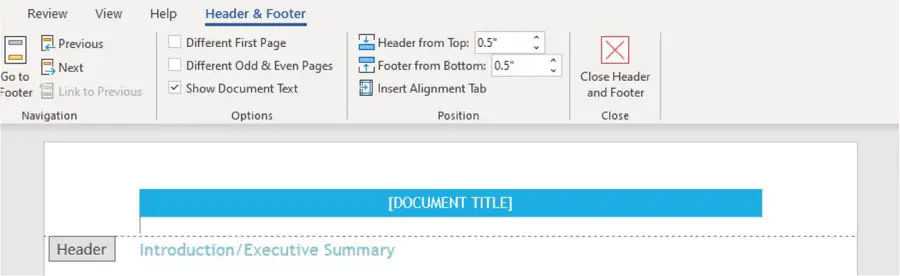 Review View Help Header & Footer
Go to Footer
Previous
Next
Link to Previous
Navigation
Different First Page
Different Odd & Even Pages
Show Document Text
Options
Header from Top: 0.5"
Footer from Bottom: 0.5"
Insert Alignment Tab
Position
Close Header
and Footer
Close
[DOCUMENT TITLE]
Header
Introduction/Executive Summary